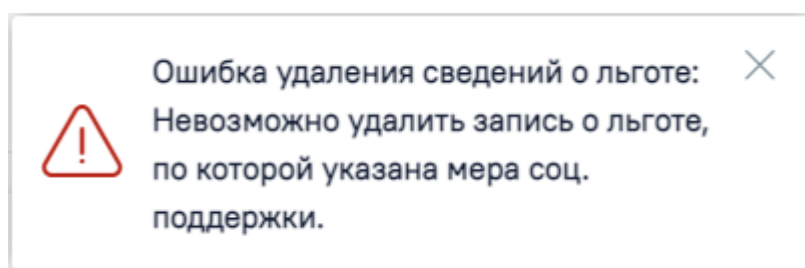 Ошибка удаления сведений о льготе:
Невозможно удалить запись о льготе,
по которой указана мера соц.
поддержки.